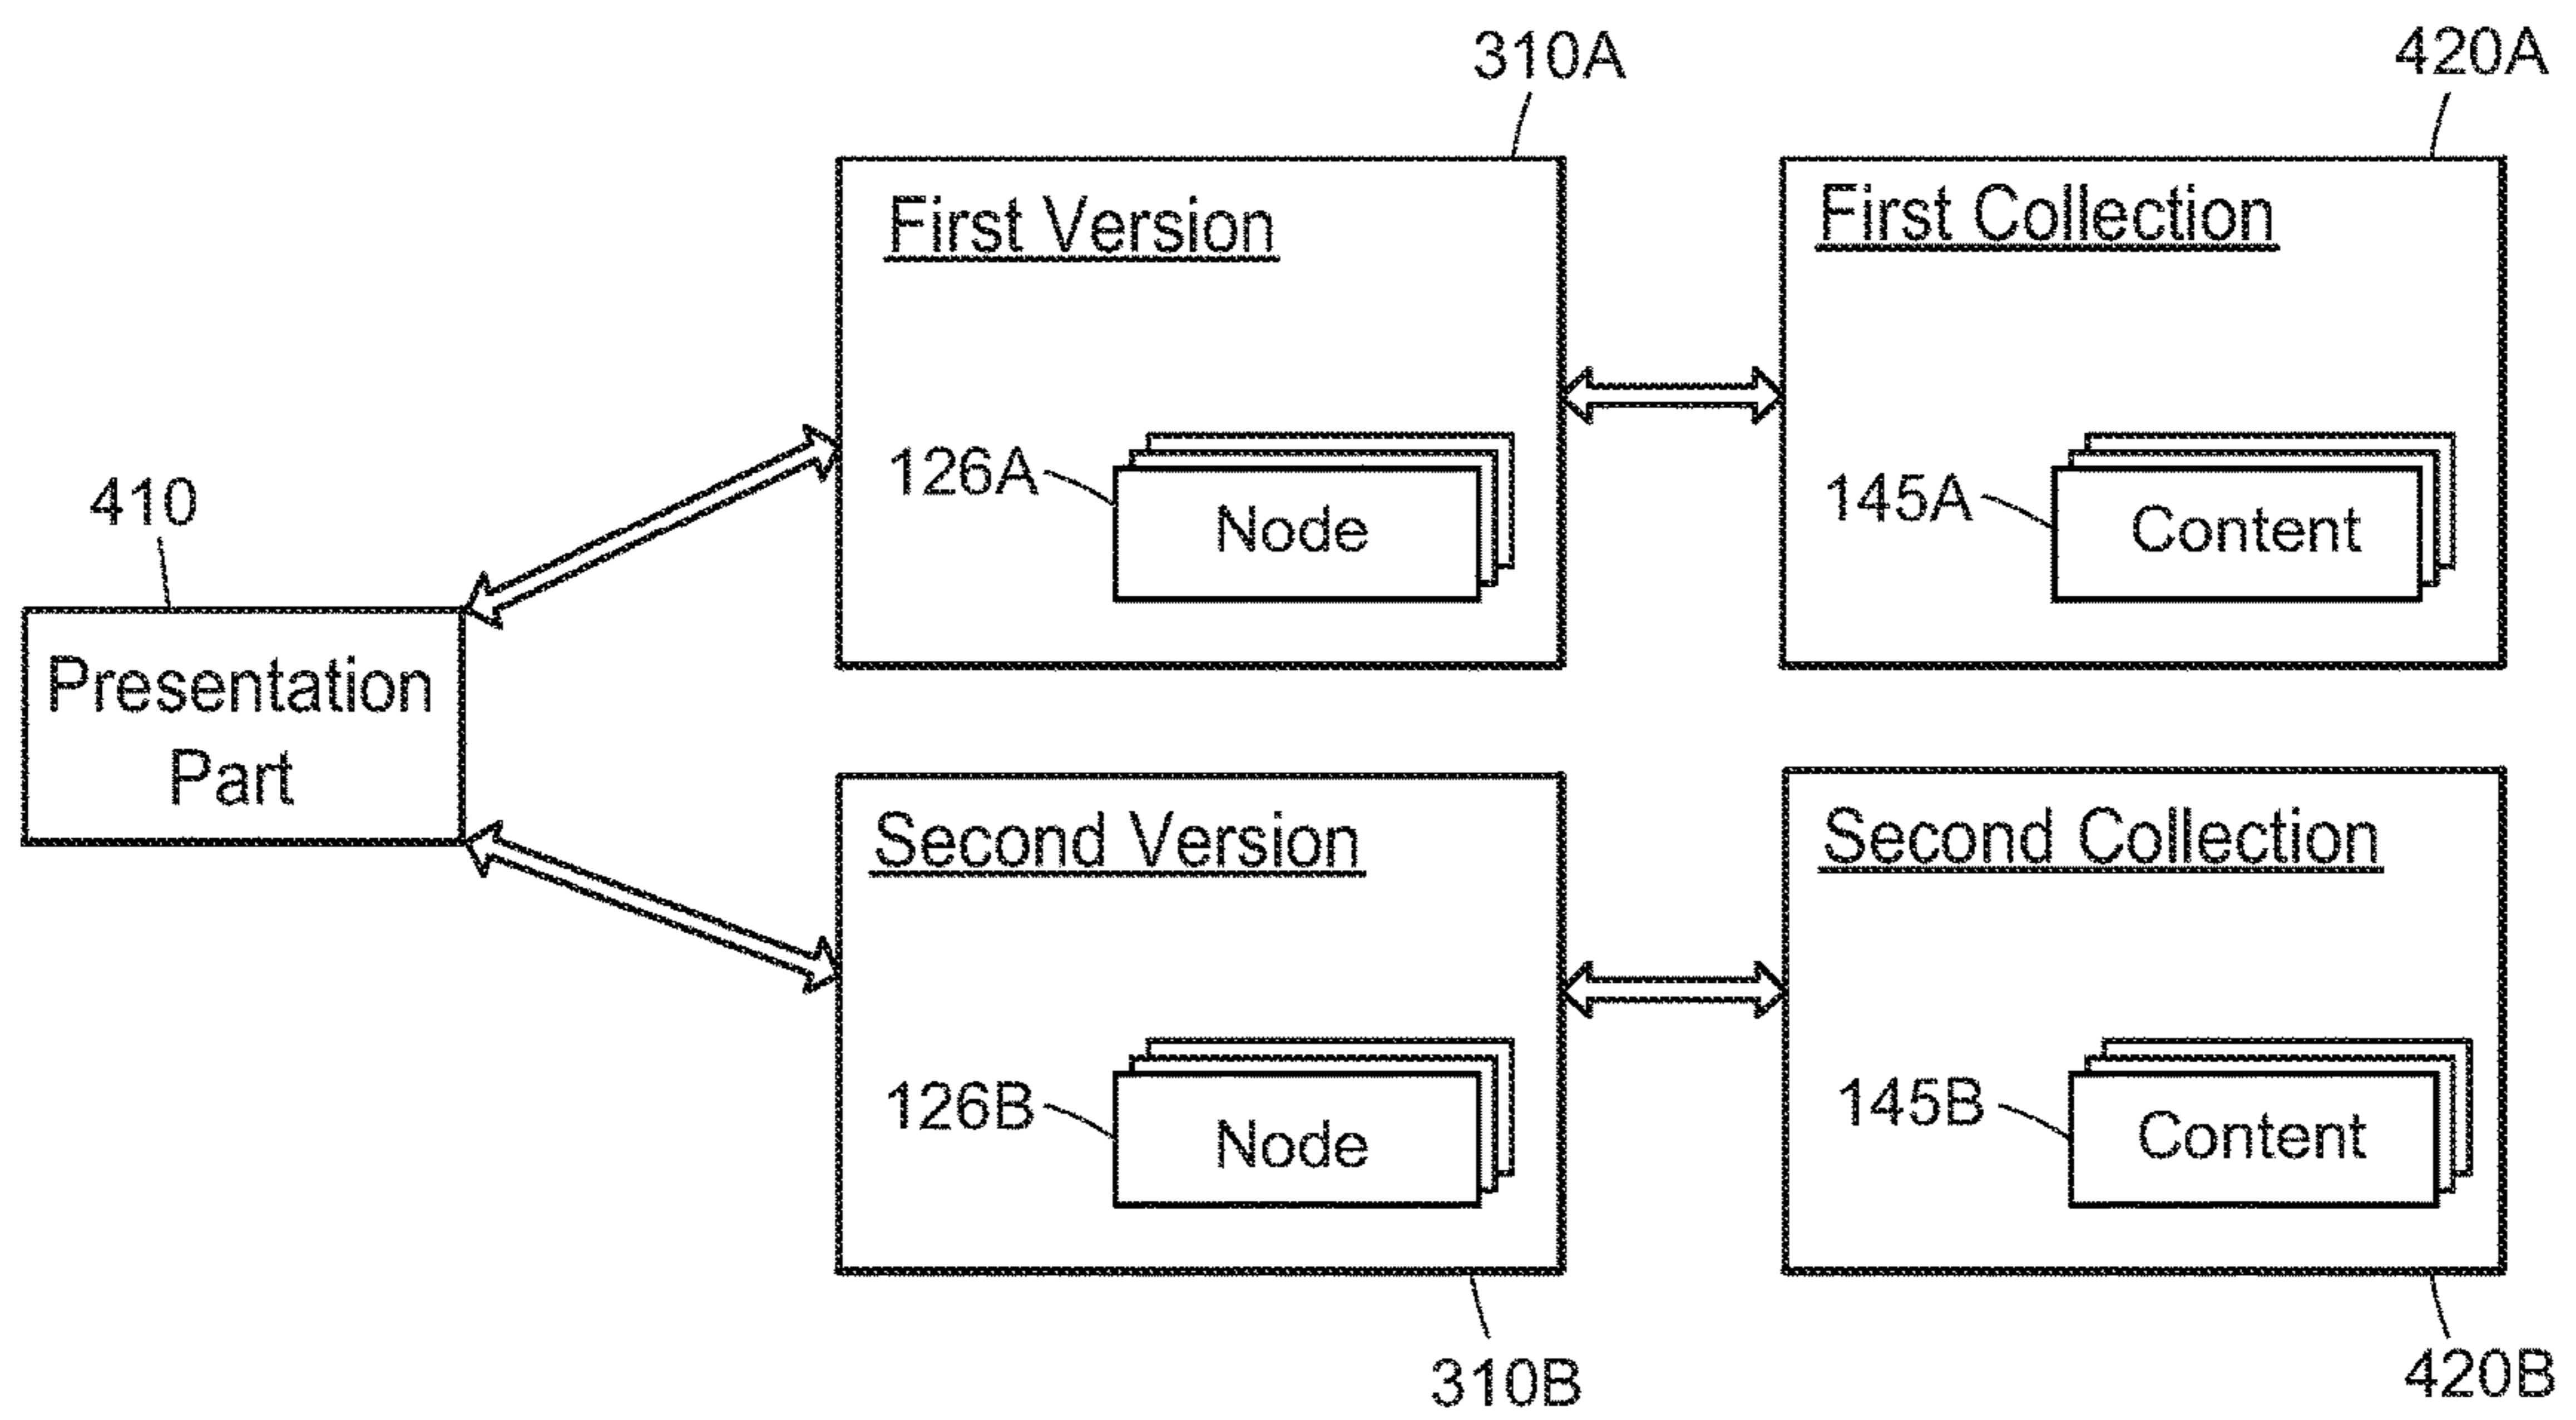 310A
420A
First Version
First Collection
126A
Node
145A
Content
410
Presentation
Part
Second Version
Second Collection
126B
Node
145B
Content
310B
420B